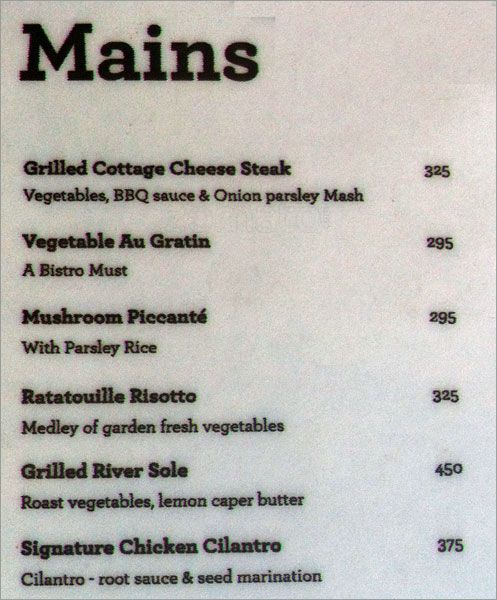 Mains
Grilled Cottage Cheese Steak 325
Vegetables, BBQ sauce & Onion parsley Mash
Vegetable Au Gratin 295
A Bistro Must
Mushroom Piccanté 295
With Parsley Rice
Ratatouille Risotto 325
Medley of garden fresh vegetables
Grilled River Sole 450
Roast vegetables, lemon caper butter
Signature Chicken Cilantro 375
Cilantro - root sauce & seed marination